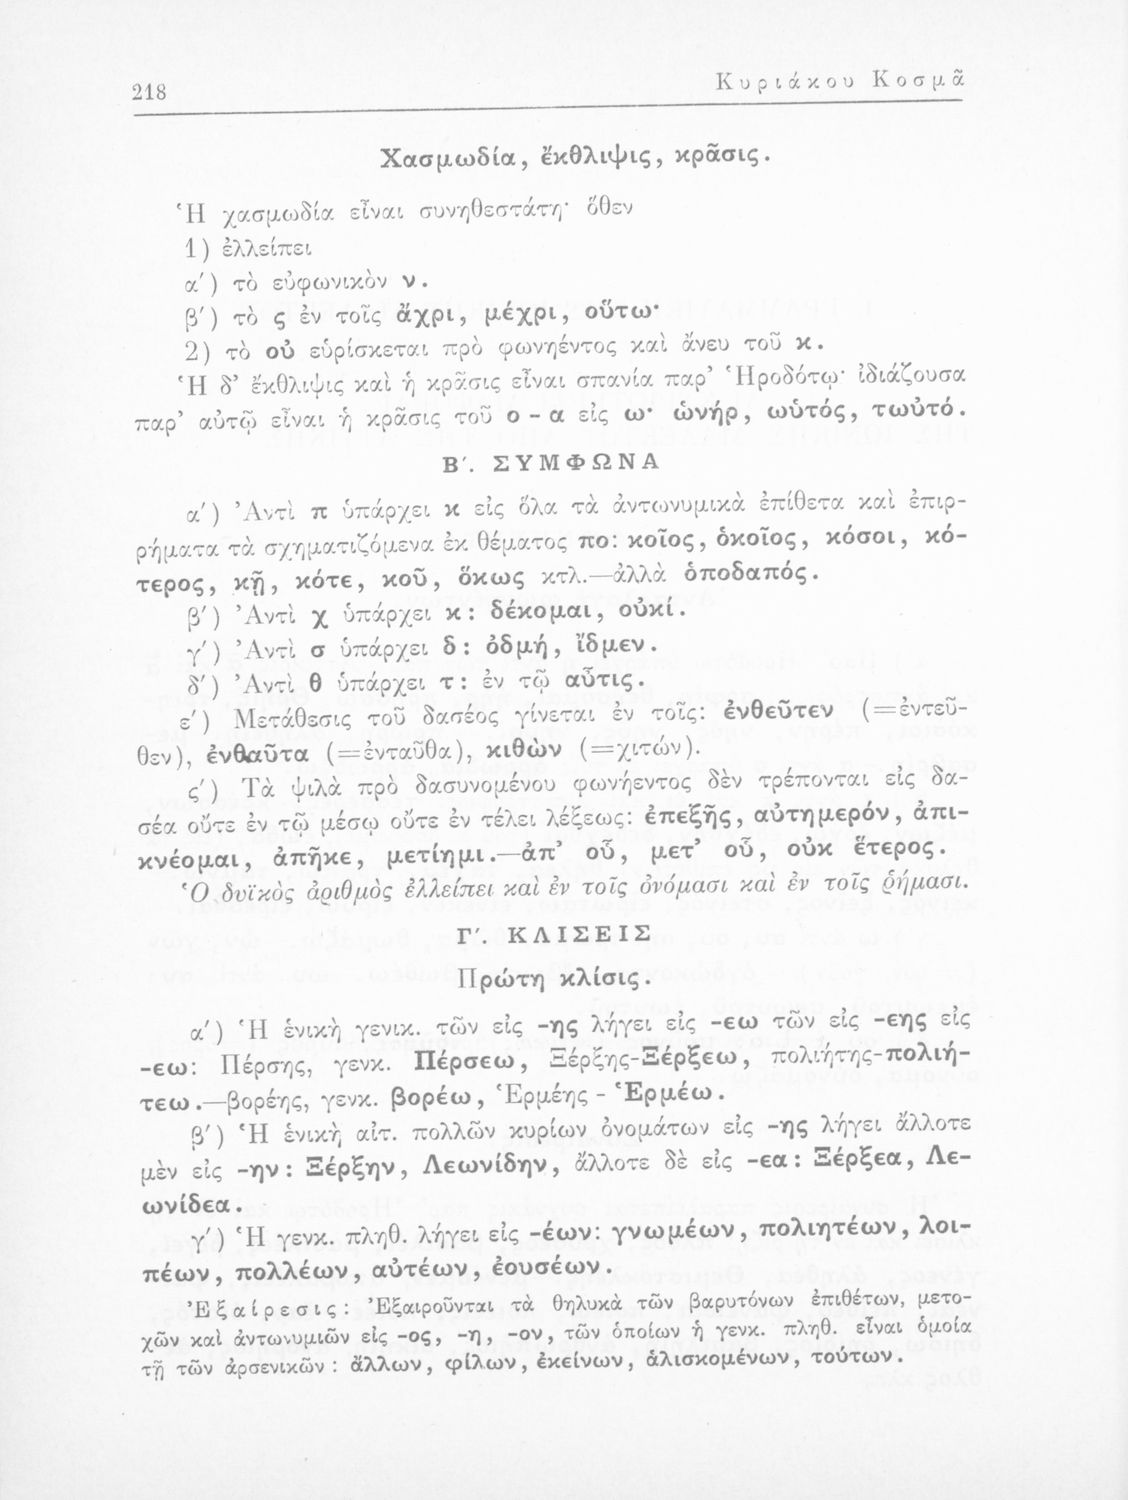 218
Κυριάκου Κοσμᾶ
Χασμωδία, ἔκθλιψις, κρᾶσις.
Ἡ χασμωδία εἶναι συνηθεστάτη· ὅθεν
1) ἐλλείπει
α΄) τὸ εὐφωνικὸν ν.
β΄) τὸ ς ἐν τοῖς ἄχρι, μέχρι, οὕτω·
2) τὸ οὐ εὑρίσκεται πρὸ φωνηέντος καὶ ἄνευ τοῦ κ.
Ἡ δ’ ἔκθλιψις καὶ ἡ κρᾶσις εἶναι σπανία παρ’ Ἡροδότῳ· ἰδιάζουσα
παρ’ αὐτῷ εἶναι ἡ κρᾶσις τοῦ ο - α εἰς ω· ὡνήρ, ωὑτός, τωὐτό.
Β΄. ΣΥΜΦΩΝΑ
α΄) Ἀντὶ π ὑπάρχει κ εἰς ὅλα τὰ ἀντωνυμικὰ ἐπίθετα καὶ ἐπιρ-
ρήματα τὰ σχηματιζόμενα ἐκ θέματος πο: κοῖος, ὁκοῖος, κόσοι, κό-
τερος, κῇ, κότε, κοῦ, ὅκως κτλ.—ἀλλὰ ὁποδαπός.
β΄) Ἀντὶ χ ὑπάρχει κ: δέκομαι, οὐκί.
γ΄) Ἀντὶ σ ὑπάρχει δ: ὀδμή, ἴδμεν.
δ΄) Ἀντὶ θ ὑπάρχει τ: ἐν τῷ αὖτις.
ε΄) Μετάθεσις τοῦ δασέος γίνεται ἐν τοῖς: ἐνθεῦτεν (=ἐντεῦ-
θεν), ἐνθαῦτα (=ἐνταῦθα), κιθὼν (=χιτών).
ς΄) Τὰ ψιλὰ πρὸ δασυνομένου φωνήεντος δὲν τρέπονται εἰς δα-
σέα οὔτε ἐν τῷ μέσῳ οὔτε ἐν τέλει λέξεως: ἐπεξῆς, αὐτημερόν, ἀπι-
κνέομαι, ἀπῆκε, μετίημι.—ἀπ’ οὗ, μετ’ οὗ, οὐκ ἕτερος.
Ὁ δυϊκὸς ἀριθμὸς ἐλλείπει καὶ ἐν τοῖς ὀνόμασι καὶ ἐν τοῖς ῥήμασι.
Γ΄. ΚΛΙΣΕΙΣ
Πρώτη κλίσις.
α΄) Ἡ ἑνικὴ γενικ. τῶν εἰς -ης λήγει εἰς -εω τῶν εἰς -εης εἰς
-εω: Πέρσης, γενκ. Πέρσεω, Ξέρξης-Ξέρξεω, πολιήτης-πολιή-
τεω.—βορέης, γενκ. βορέω, Ἑρμέης - Ἑρμέω.
β΄) Ἡ ἑνικὴ αἰτ. πολλῶν κυρίων ὀνομάτων εἰς -ης λήγει ἄλλοτε
μὲν εἰς -ην: Ξέρξην, Λεωνίδην, ἄλλοτε δὲ εἰς -εα: Ξέρξεα, Λε-
ωνίδεα.
γ΄) Ἡ γενκ. πληθ. λήγει εἰς -έων: γνωμέων, πολιητέων, λοι-
πέων, πολλέων, αὐτέων, ἐουσέων.
Ἐξαίρεσις: Ἐξαιροῦνται τὰ θηλυκὰ τῶν βαρυτόνων ἐπιθέτων, μετο-
χῶν καὶ ἀντωνυμιῶν εἰς -ος, -η, -ον, τῶν ὁποίων ἡ γενκ. πληθ. εἶναι ὁμοία
τῇ τῶν ἀρσενικῶν: ἄλλων, φίλων, ἐκείνων, ἁλισκομένων, τούτων.